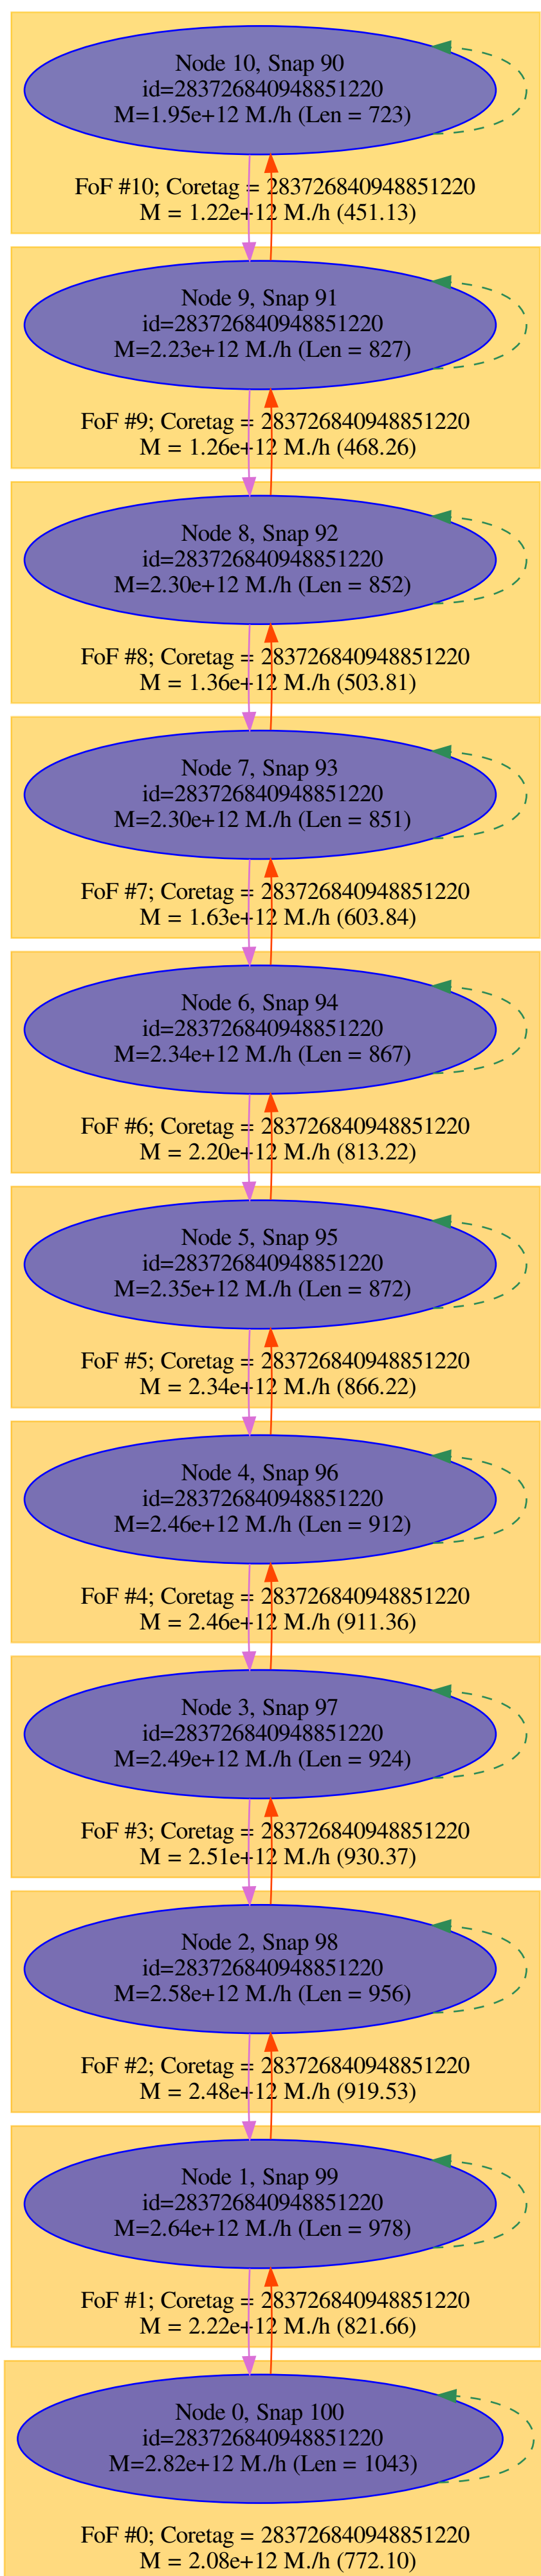 Node 10, Snap 90
id=283726840948851220
M=1.95e+12 M./h (Len = 723)
FoF #10; Coretag = 283726840948851220
M = 1.22e+12 M./h (451.13)
Node 9, Snap 91
id=283726840948851220
M=2.23e+12 M./h (Len = 827)
FoF #9; Coretag = 283726840948851220
M = 1.26e+12 M./h (468.26)
Node 8, Snap 92
id=283726840948851220
M=2.30e+12 M./h (Len = 852)
FoF #8; Coretag = 283726840948851220
M = 1.36e+12 M./h (503.81)
Node 7, Snap 93
id=283726840948851220
M=2.30e+12 M./h (Len = 851)
FoF #7; Coretag = 283726840948851220
M = 1.63e+12 M./h (603.84)
Node 6, Snap 94
id=283726840948851220
M=2.34e+12 M./h (Len = 867)
FoF #6; Coretag = 283726840948851220
M = 2.20e+12 M./h (813.22)
Node 5, Snap 95
id=283726840948851220
M=2.35e+12 M./h (Len = 872)
FoF #5; Coretag = 283726840948851220
M = 2.34e+12 M./h (866.22)
Node 4, Snap 96
id=283726840948851220
M=2.46e+12 M./h (Len = 912)
FoF #4; Coretag = 283726840948851220
M = 2.46e+12 M./h (911.36)
Node 3, Snap 97
id=283726840948851220
M=2.49e+12 M./h (Len = 924)
FoF #3; Coretag = 283726840948851220
M = 2.51e+12 M./h (930.37)
Node 2, Snap 98
id=283726840948851220
M=2.58e+12 M./h (Len = 956)
FoF #2; Coretag = 283726840948851220
M = 2.48e+12 M./h (919.53)
Node 1, Snap 99
id=283726840948851220
M=2.64e+12 M./h (Len = 978)
FoF #1; Coretag = 283726840948851220
M = 2.22e+12 M./h (821.66)
Node 0, Snap 100
id=283726840948851220
M=2.82e+12 M./h (Len = 1043)
FoF #0; Coretag = 283726840948851220
M = 2.08e+12 M./h (772.10)